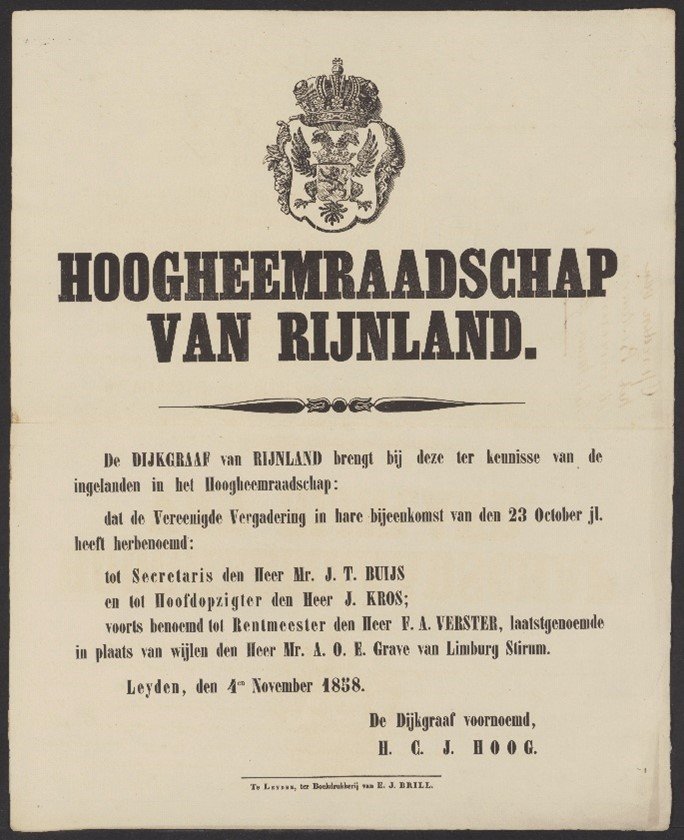 HOOGHEEMRAADSCHAP
VAN RIJNLAND.
De DIJKGRAAF van RIJNLAND brengt bij deze ter kennisse van de
ingelanden in het Hoogheemraadschap:
dat de Vereenigde Vergadering in hare bijeenkomst van den 23 October jl.
heeft herbenoemd:
tot Secretaris den Heer Mr. J. T. BUIJS
en tot Hoofdopzigter den Heer J. KROS;
voorts benoemd tot Rentmeester den Heer F. A. VERSTER, laatstgenoemde
in plaats van wijlen den Heer Mr. A. O. E. Grave van Limburg Stirum.
Leyden, den 4en November 1858.
De Dijkgraaf voornoemd,
H. C. J. HOOG.
Te LEYDEN, ter Boekdrukkerij van E. J. BRILL.